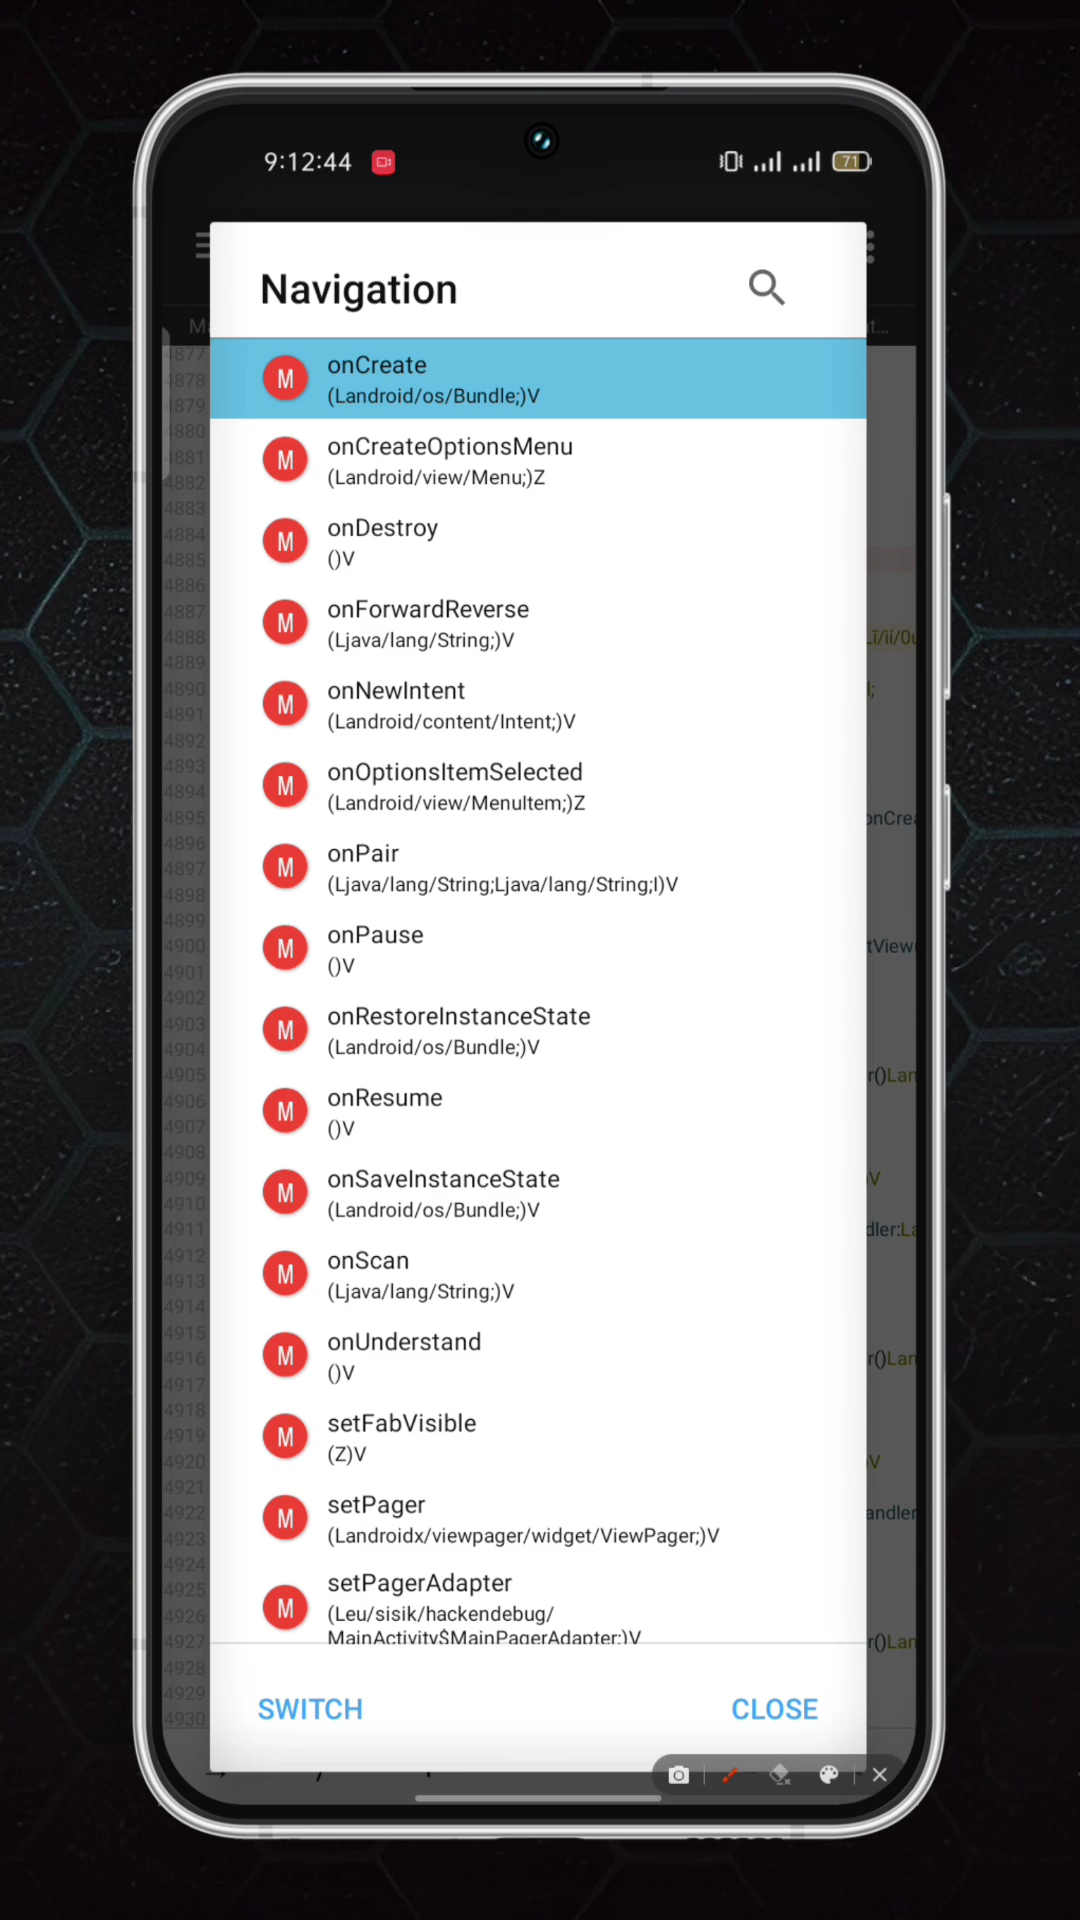 9:12:44
71
Navigation
Ma
nt...
onCreate
(Landroid/os/Bundle;)V
onCreateOptionsMenu
(Landroid/view/Menu;)Z
onDestroy
()V
onForwardReverse
(Ljava/lang/String;)V
onNewIntent
(Landroid/content/Intent;)V
onOptionsItemSelected
(Landroid/view/MenuItem;)Z
onPair
(Ljava/lang/String;Ljava/lang/String;I)V
onPause
()V
onRestoreInstanceState
(Landroid/os/Bundle;)V
onResume
()V
onSaveInstanceState
(Landroid/os/Bundle;)V
onScan
(Ljava/lang/String;)V
onUnderstand
()V
setFabVisible
(Z)V
setPager
(Landroidx/viewpager/widget/ViewPager;)V
setPagerAdapter
(Leu/sisik/hackendebug/
MainActivity$MainPagerAdapter;)V
SWITCH
CLOSE